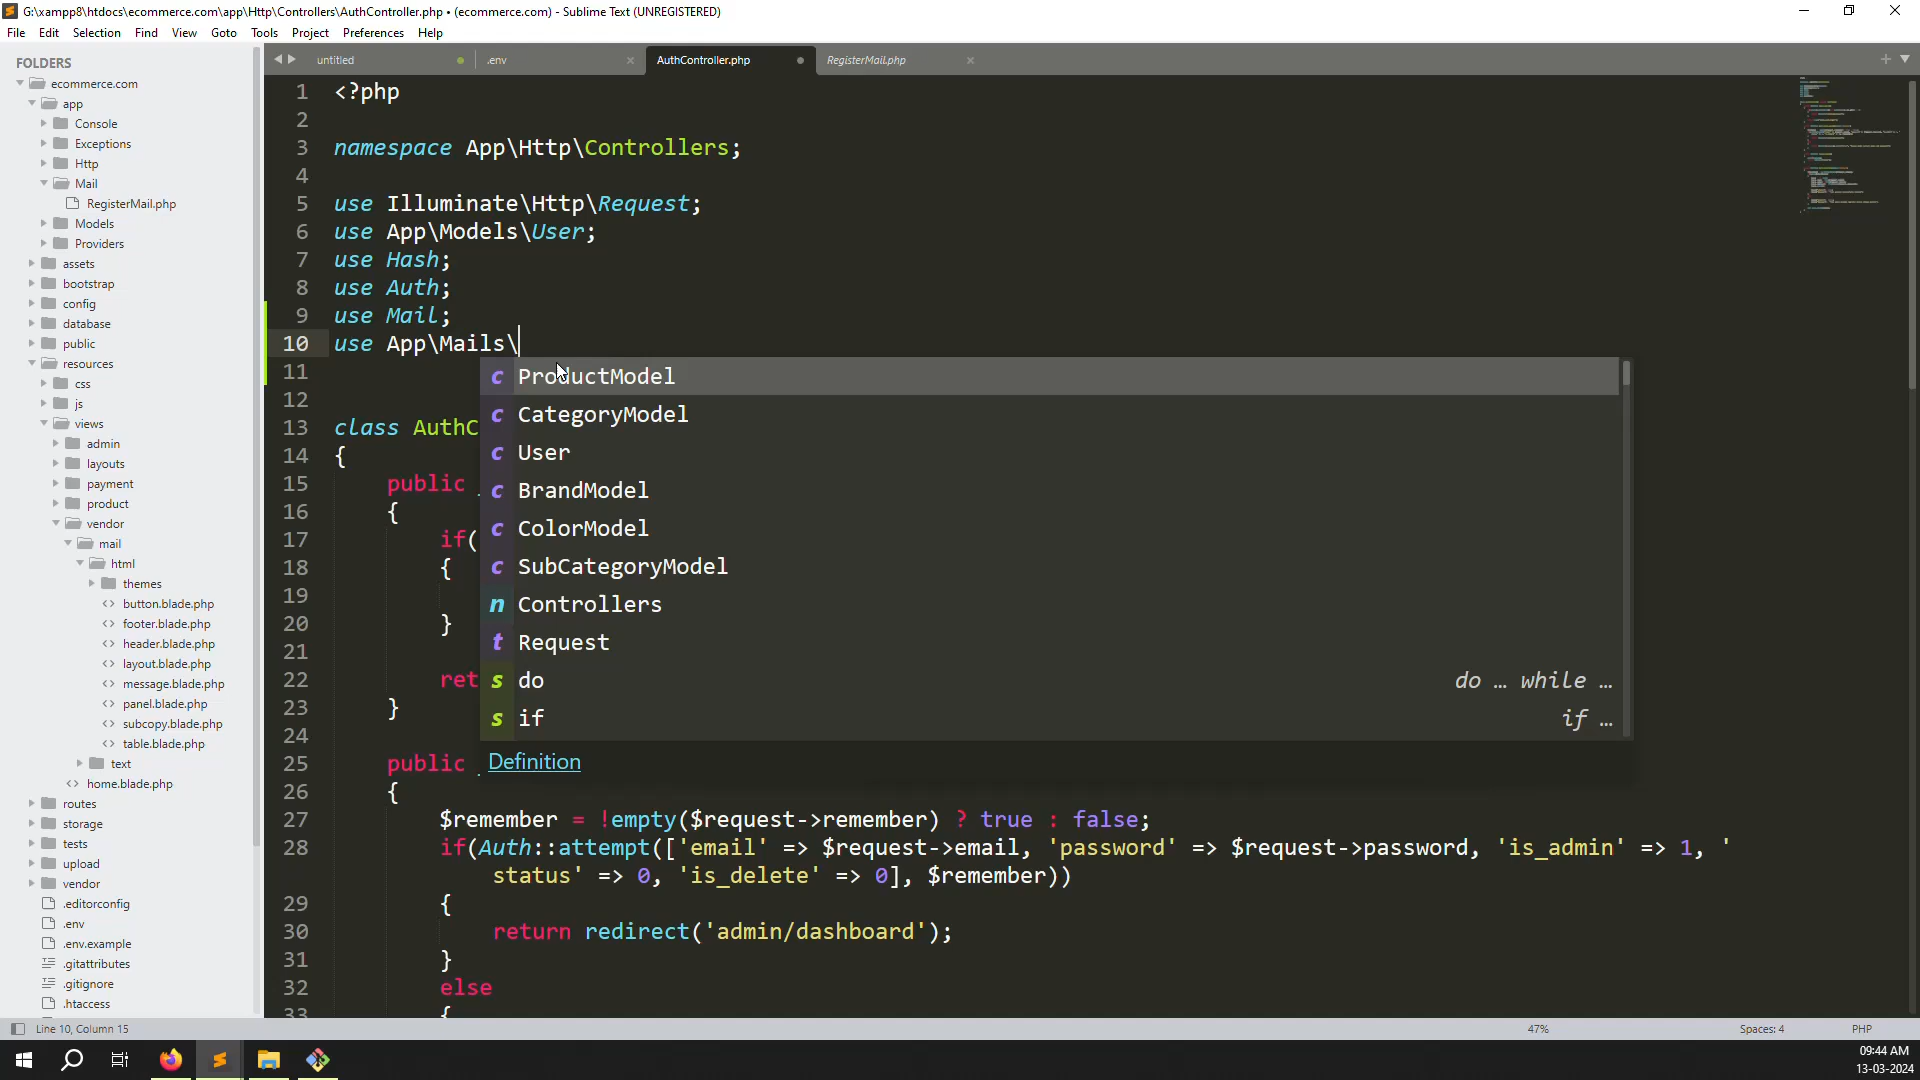 G:\xampp8\htdocs\ecommerce.com\app\Http\Controllers\AuthController.php • (ecommerce.com) - Sublime Text (UNREGISTERED)
File Edit Selection Find View Goto Tools Project Preferences Help
FOLDERS
ecommerce.com
app
Console
Exceptions
Http
Mail
RegisterMail.php
Models
Providers
assets
bootstrap
config
database
public
resources
css
js
views
admin
layouts
payment
product
vendor
mail
html
themes
button.blade.php
footer.blade.php
header.blade.php
layout.blade.php
message.blade.php
panel.blade.php
subcopy.blade.php
table.blade.php
text
home.blade.php
routes
storage
tests
upload
vendor
.editorconfig
.env
.env.example
.gitattributes
.gitignore
.htaccess
untitled .env AuthController.php RegisterMail.php
1 <?php
2
3 namespace App\Http\Controllers;
4
5 use Illuminate\Http\Request;
6 use App\Models\User;
7 use Hash;
8 use Auth;
9 use Mail;
10 use App\Mails\
11
12
13 class AuthC
14 {
15 public
16 {
17 if(
18 {
19
20 }
21
22 ret
23 }
24
25 public
26 {
27 $remember = !empty($request->remember) ? true : false;
28 if(Auth::attempt(['email' => $request->email, 'password' => $request->password, 'is_admin' => 1, '
status' => 0, 'is_delete' => 0], $remember))
29 {
30 return redirect('admin/dashboard');
31 }
32 else
33 {
c ProductModel
c CategoryModel
c User
c BrandModel
c ColorModel
c SubCategoryModel
n Controllers
t Request
s do do … while …
s if if …
Definition
Line 10, Column 15 47% Spaces: 4 PHP
09:44 AM
13-03-2024